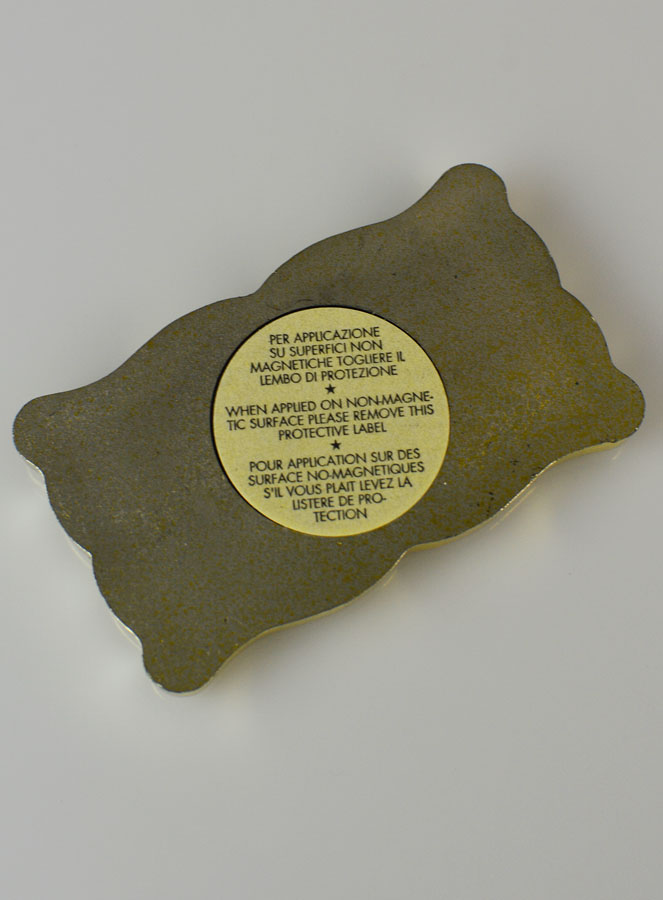 PER APPLICAZIONE
SU SUPERFICI NON
MAGNETICHE TOGLIERE IL
LEMBO DI PROTEZIONE
★
WHEN APPLIED ON NON-MAGNE-
TIC SURFACE PLEASE REMOVE THIS
PROTECTIVE LABEL
★
POUR APPLICATION SUR DES
SURFACE NO-MAGNETIQUES
S'IL VOUS PLAIT LEVEZ LA
LISTERE DE PRO-
TECTION